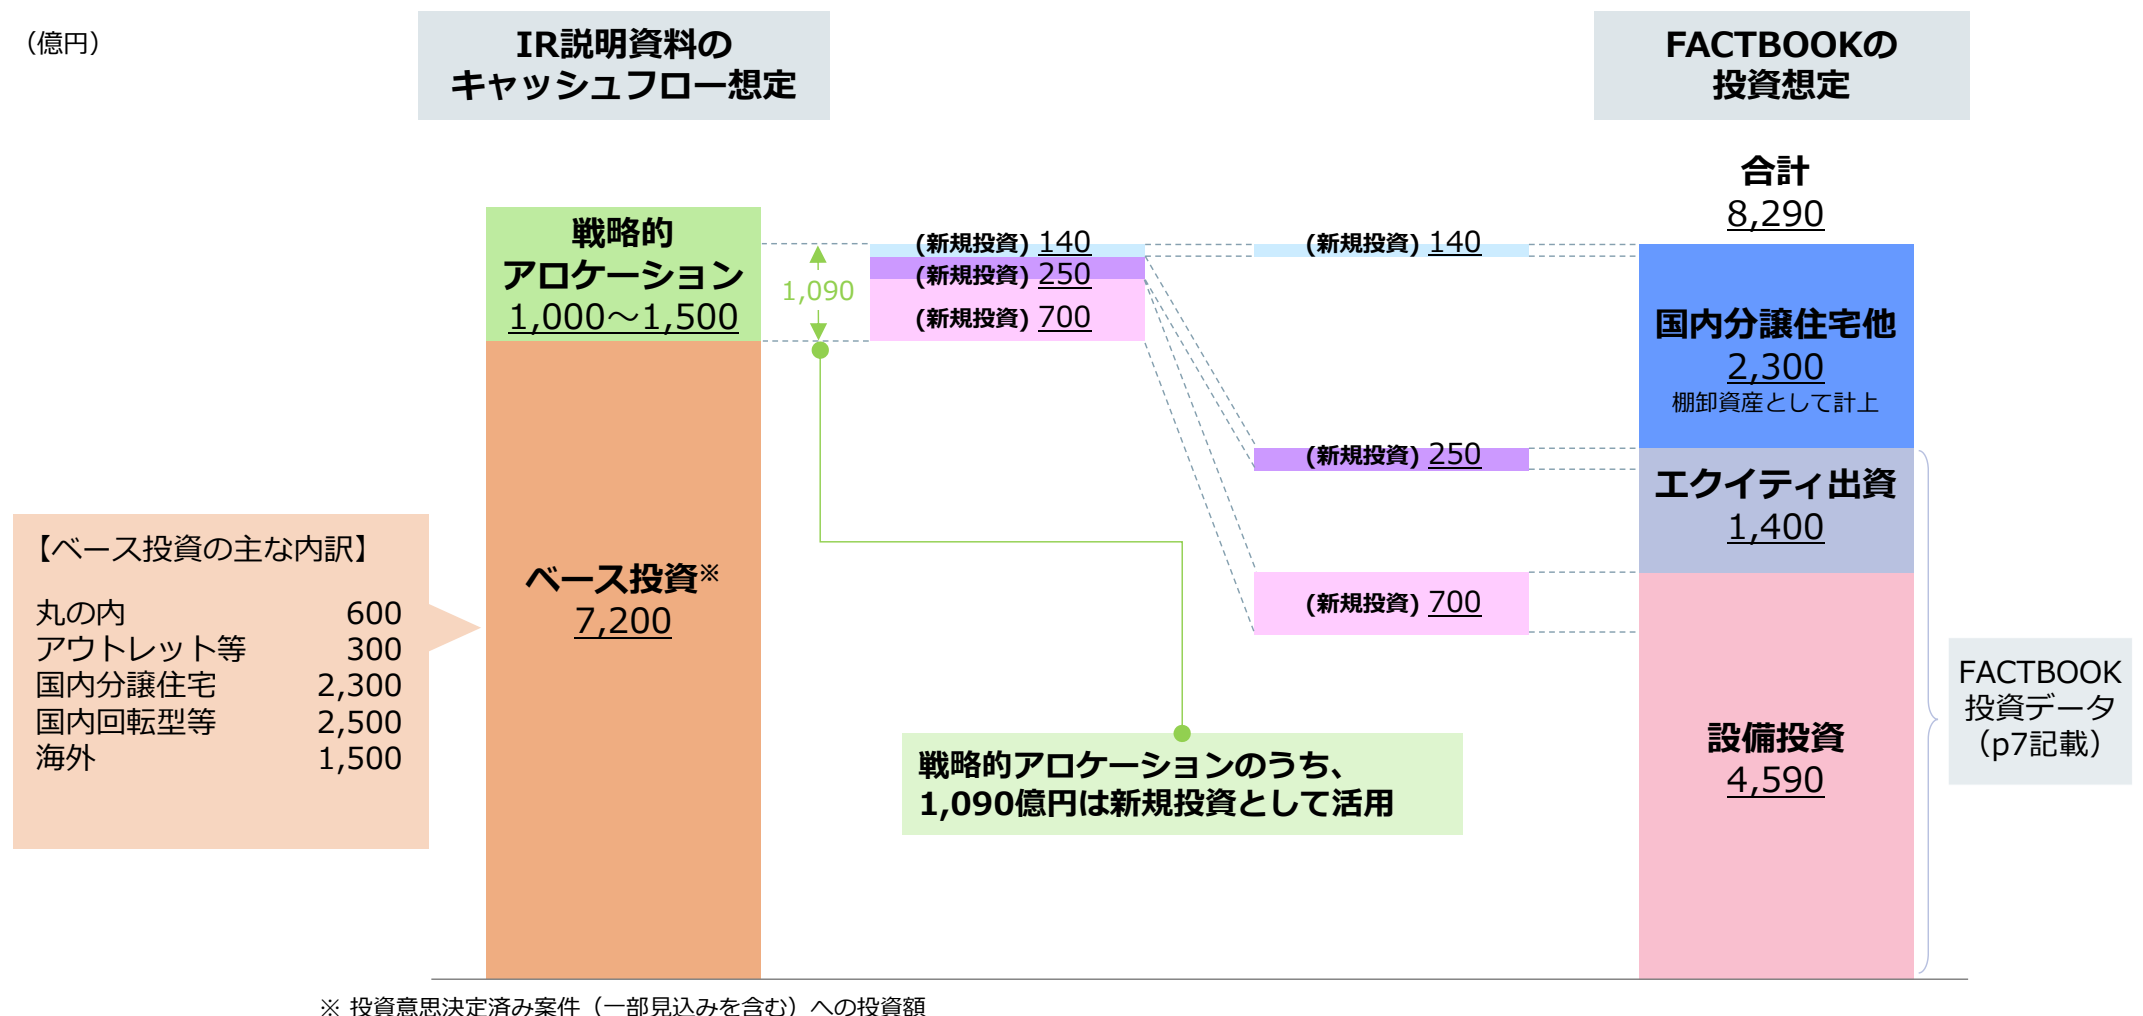 （億円）
IR説明資料の
キャッシュフロー想定
FACTBOOKの
投資想定
合計
8,290
戦略的
アロケーション
1,000～1,500
1,090
(新規投資) 140
(新規投資) 250
(新規投資) 700
(新規投資) 140
(新規投資) 250
(新規投資) 700
国内分譲住宅他
2,300
棚卸資産として計上
エクイティ出資
1,400
設備投資
4,590
ベース投資※
7,200
【ベース投資の主な内訳】
丸の内 600
アウトレット等 300
国内分譲住宅 2,300
国内回転型等 2,500
海外 1,500
戦略的アロケーションのうち、
1,090億円は新規投資として活用
FACTBOOK
投資データ
（p7記載）
※ 投資意思決定済み案件（一部見込みを含む）への投資額